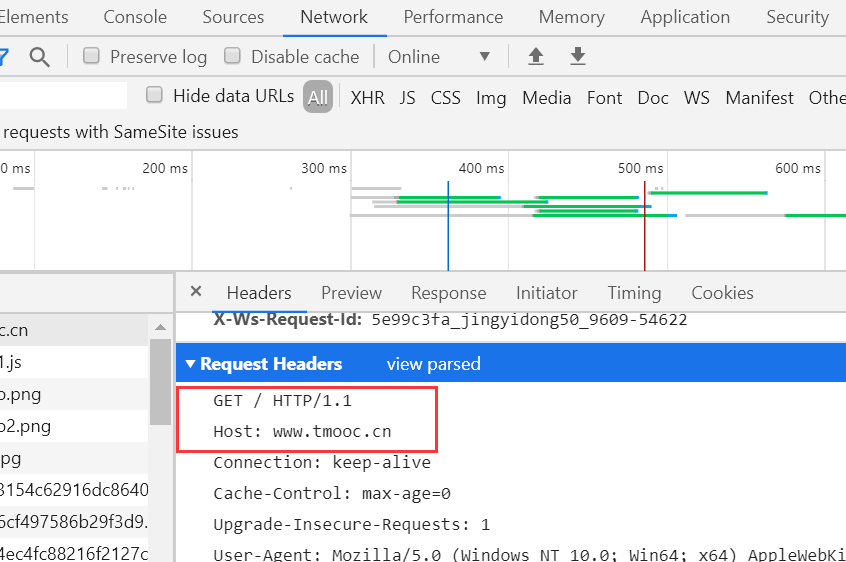 Elements Console Sources Network Performance Memory Application Security
Preserve log Disable cache Online
Hide data URLs All XHR JS CSS Img Media Font Doc WS Manifest Othe
requests with SameSite issues
0 ms 200 ms 300 ms 400 ms 500 ms 600 ms
× Headers Preview Response Initiator Timing Cookies
X-Ws-Request-Id: 5e99c3fa_jingyidong50_9609-54622
c.cn
Request Headers view parsed
1.js
GET / HTTP/1.1
o.png
Host: www.tmooc.cn
o2.png
pg
Connection: keep-alive
3154c62916dc8640
Cache-Control: max-age=0
6cf497586b29f3d9.
Upgrade-Insecure-Requests: 1
4ec4fc88216f2127c
User-Agent: Mozilla/5.0 (Windows NT 10.0; Win64; x64) AppleWebKi